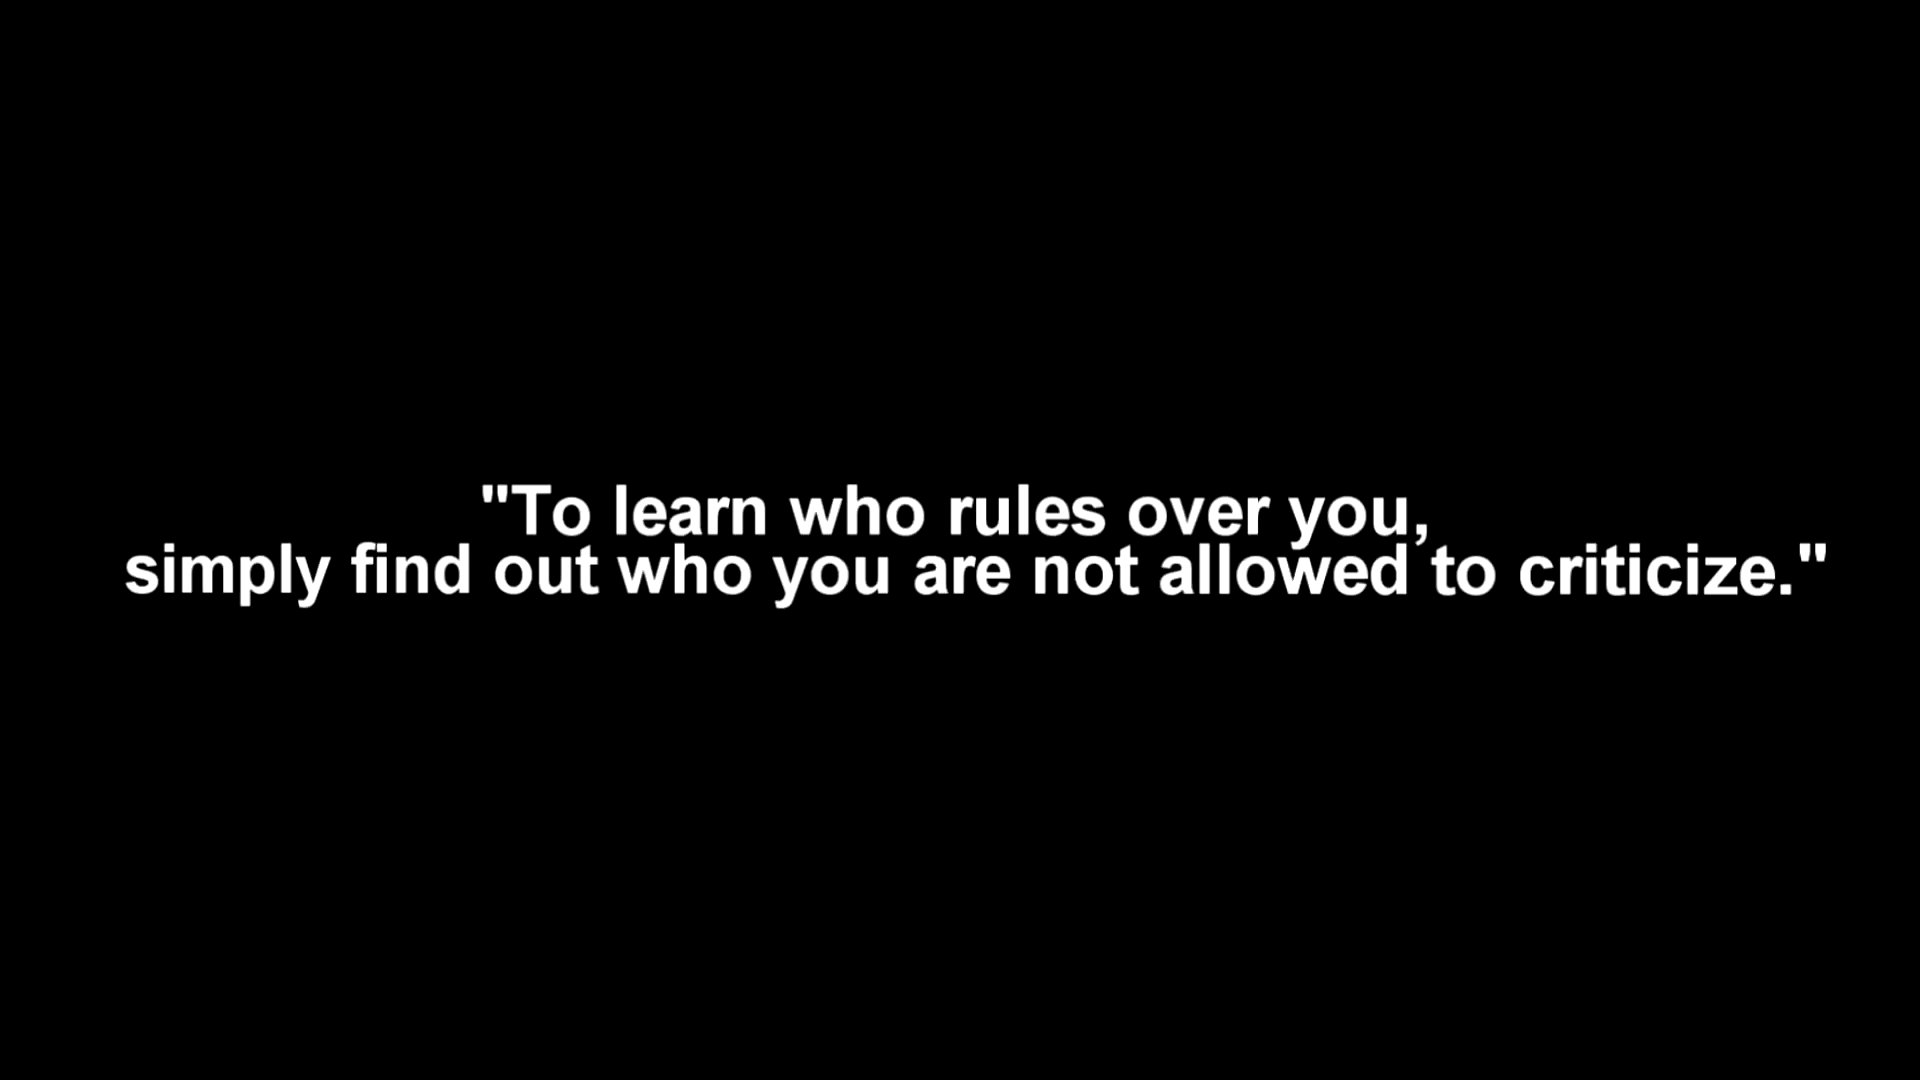 "To learn who rules over you,
simply find out who you are not allowed to criticize."